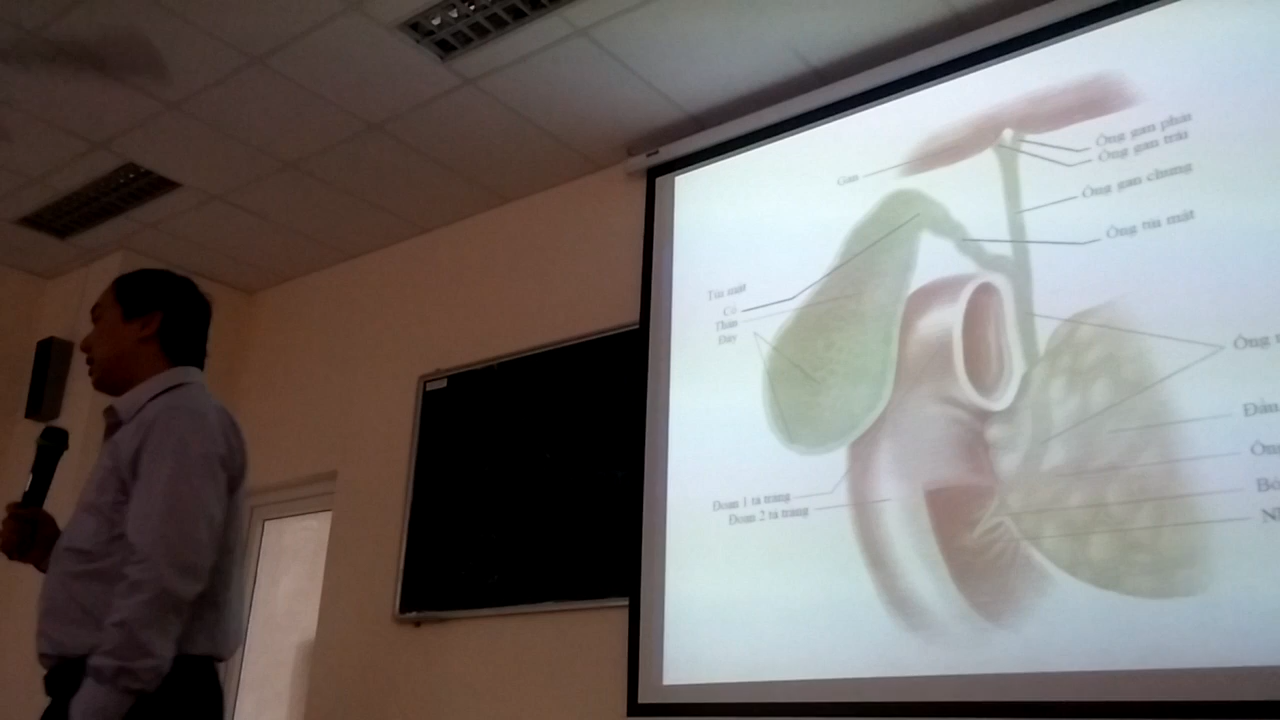 Ống gan phải
Ống gan trái
Gan
Ống gan chung
Ống túi mật
Túi mật
Cổ
Thân
Đáy
Ống
Đoạn 1 tá tràng
Đoạn 2 tá tràng